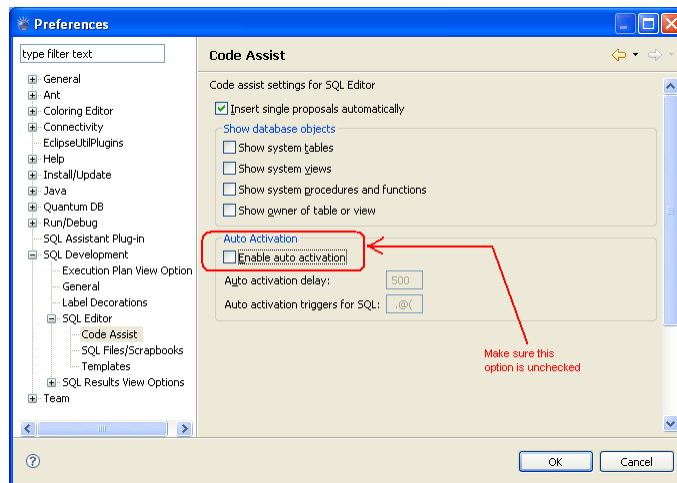 Preferences
type filter text
General
Ant
Coloring Editor
Connectivity
EclipseUtilPlugins
Help
Install/Update
Java
Quantum DB
Run/Debug
SQL Assistant Plug-in
SQL Development
Execution Plan View Option
General
Label Decorations
SQL Editor
Code Assist
SQL Files/Scrapbooks
Templates
SQL Results View Options
Team
Code Assist
Code assist settings for SQL Editor
Insert single proposals automatically
Show database objects
Show system tables
Show system views
Show system procedures and functions
Show owner of table or view
Auto Activation
Enable auto activation
Auto activation delay:
500
Auto activation triggers for SQL:
.@(
Make sure this
option is unchecked
?
OK
Cancel